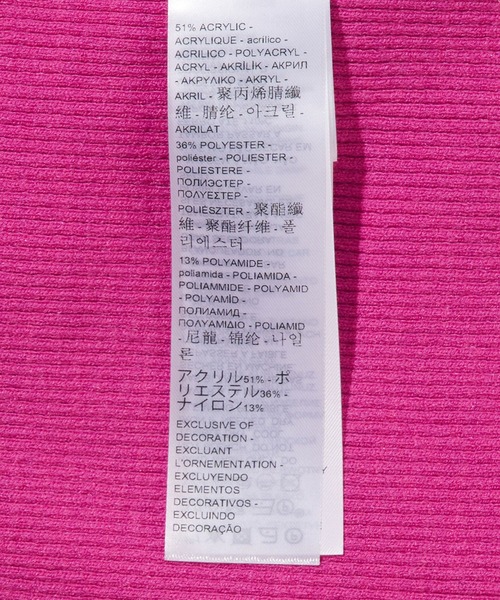 51% ACRYLIC -
ACRYLIQUE - acrílico -
ACRILICO - POLYACRYL -
ACRYL - AKRİLİK - АКРИЛ
- ΑΚΡΥΛΙΚΟ - AKRYL -
AKRIL - 聚丙烯腈纖
維 - 腈纶 - 아크릴 -
AKRILAT
36% POLYESTER -
poliéster - POLIESTER -
POLIESTERE -
ПОЛИЭСТЕР -
ΠΟΛΥΕΣΤΕΡ -
POLIÉSZTER - 聚酯纖
維 - 聚酯纤维 - 폴
리에스터
13% POLYAMIDE -
poliamida - POLIAMIDA -
POLIAMMIDE - POLYAMID
- POLYAMİD -
ПОЛИАМИД -
ΠΟΛΥΑΜΙΔΙΟ - POLIAMID
- 尼龍 - 锦纶 - 나일
론
アクリル51% - ポ
リエステル36% -
ナイロン13%
EXCLUSIVE OF
DECORATION -
EXCLUANT
L'ORNEMENTATION -
EXCLUYENDO
ELEMENTOS
DECORATIVOS -
EXCLUINDO
DECORAÇÃO